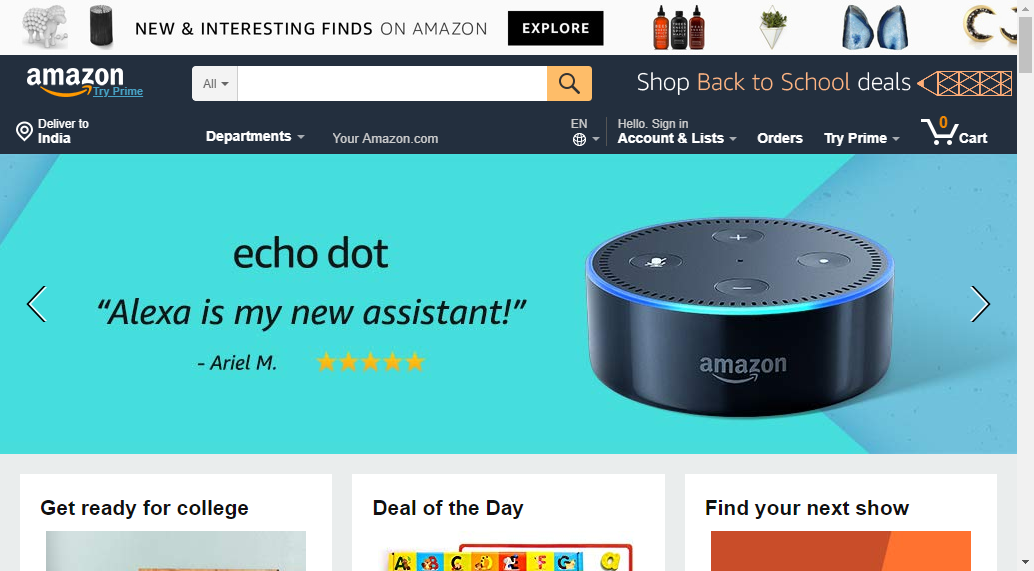 NEW & INTERESTING FINDS ON AMAZON EXPLORE
amazon
Try Prime
All
Shop Back to School deals
Deliver to
India
Departments
Your Amazon.com
EN
Hello. Sign in
Account & Lists
Orders
Try Prime
0
Cart
echo dot
“Alexa is my new assistant!”
- Ariel M.
amazon
Get ready for college
Deal of the Day
Find your next show
A B C D E F G